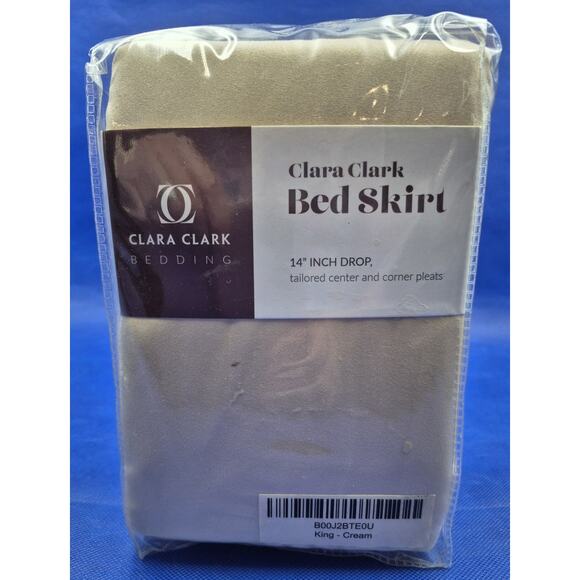 CLARA CLARK
BEDDING
Clara Clark
Bed Skirt
14” INCH DROP,
tailored center and corner pleats
B00J2BTE0U
King - Cream